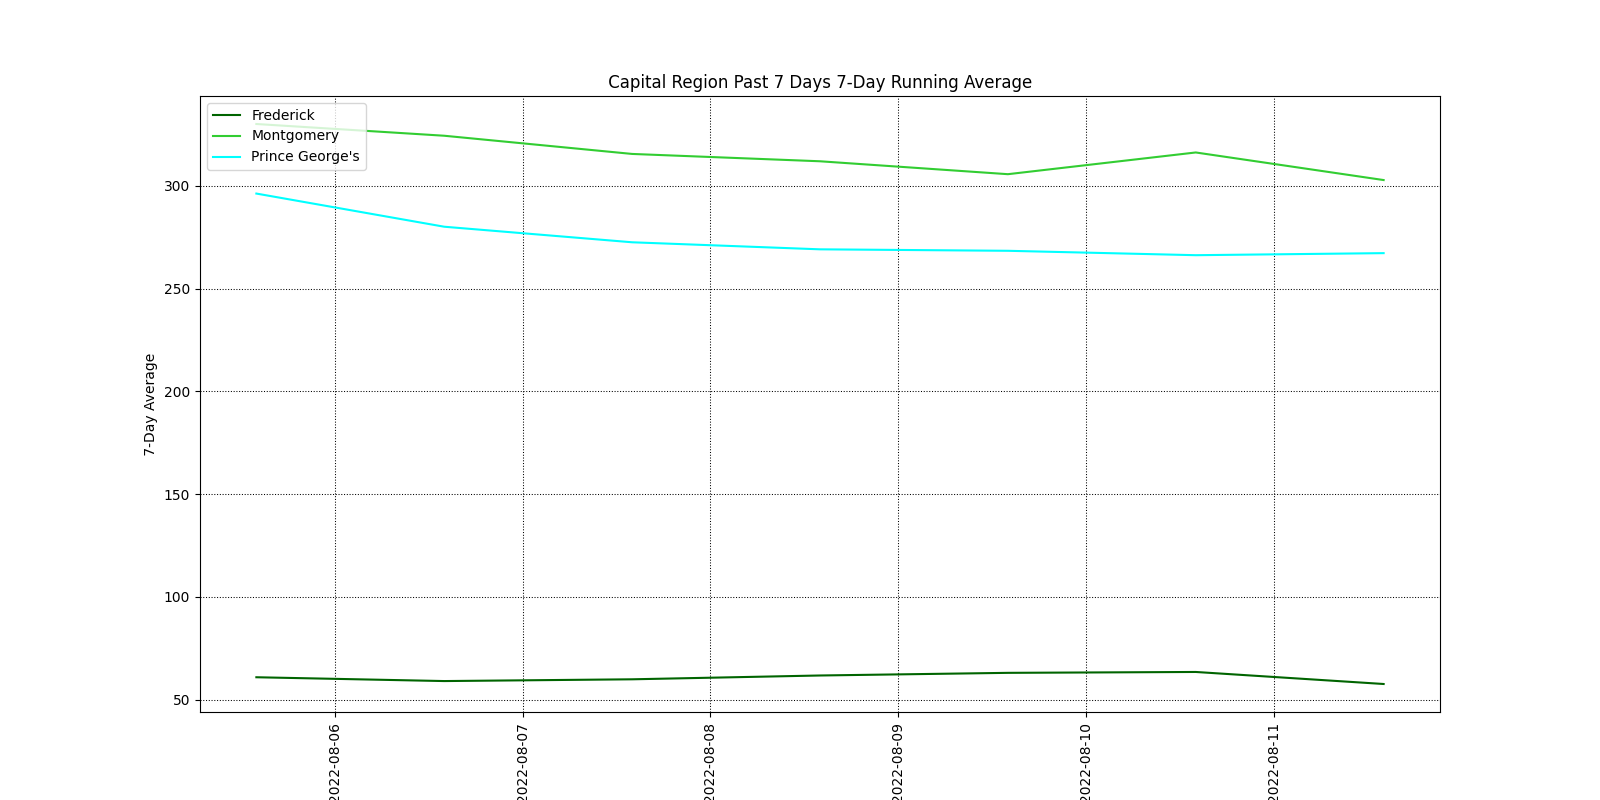 Capital Region Past 7 Days 7-Day Running Average
Frederick
Montgomery
Prince George's
300
250
200
150
100
50
7-Day Average
2022-08-06
2022-08-07
2022-08-08
2022-08-09
2022-08-10
2022-08-11